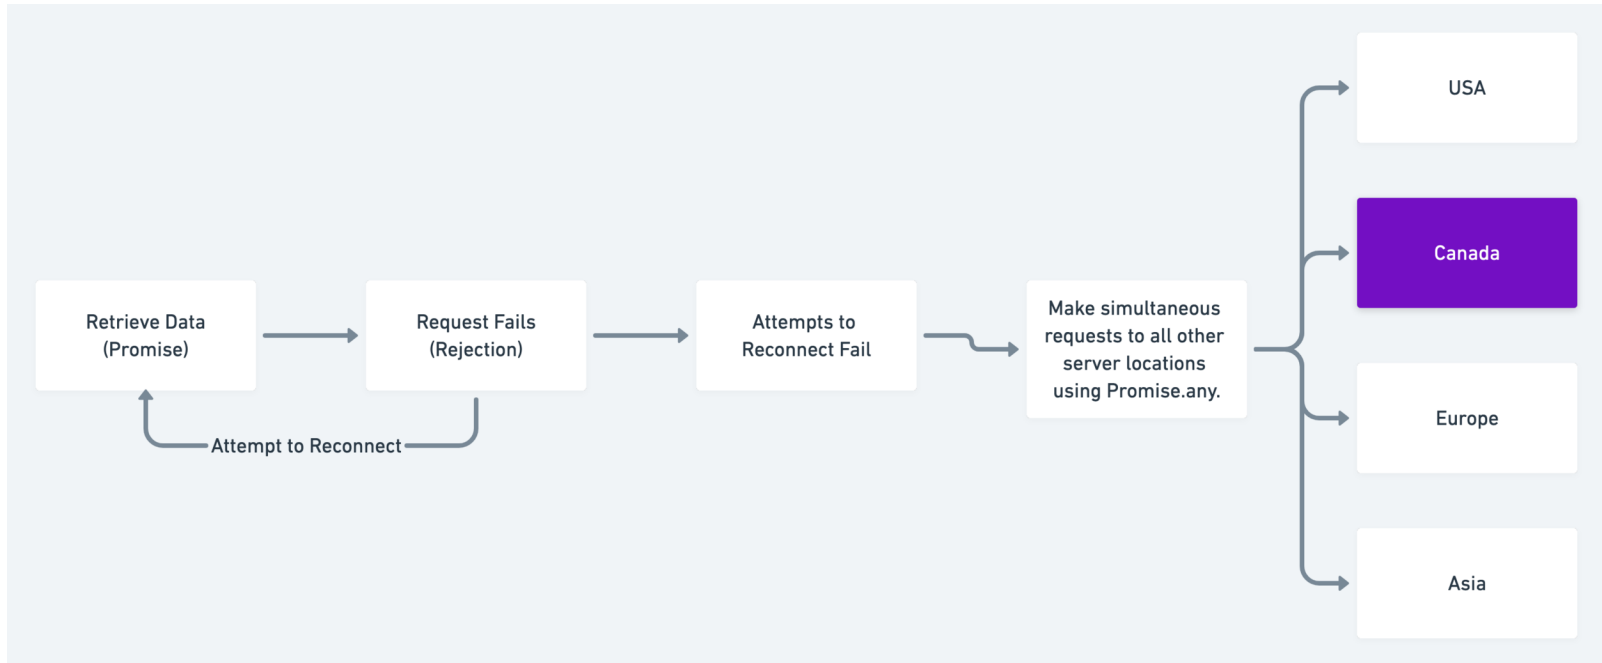 Retrieve Data
(Promise)
Request Fails
(Rejection)
Attempt to Reconnect
Attempts to
Reconnect Fail
Make simultaneous
requests to all other
server locations
using Promise.any.
USA
Canada
Europe
Asia